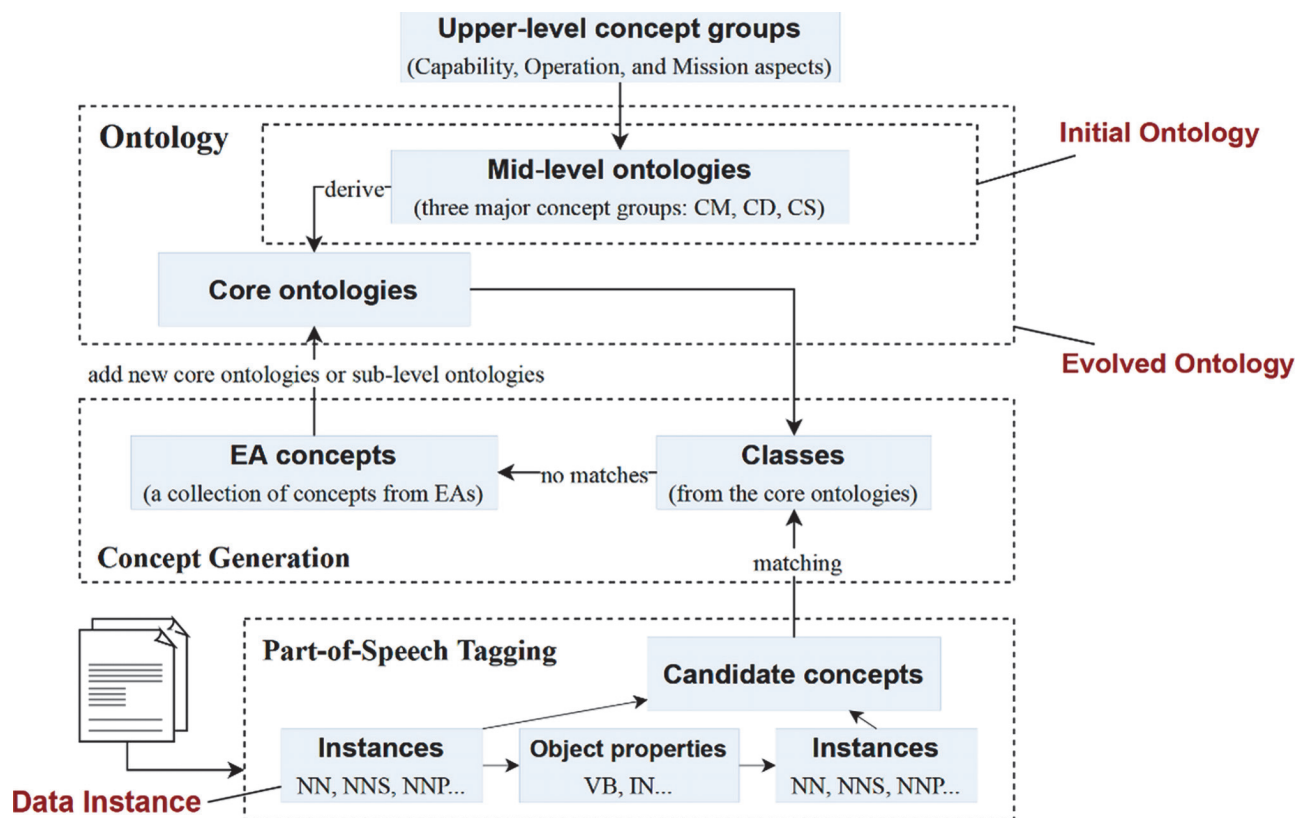 Upper-level concept groups
(Capability, Operation, and Mission aspects)
Ontology
Initial Ontology
Mid-level ontologies
derive
(three major concept groups: CM, CD, CS)
Core ontologies
Evolved Ontology
add new core ontologies or sub-level ontologies
EA concepts
(a collection of concepts from EAs)
no matches
Classes
(from the core ontologies)
Concept Generation
matching
Part-of-Speech Tagging
Candidate concepts
Instances
NN, NNS, NNP...
Object properties
VB, IN...
Instances
NN, NNS, NNP...
Data Instance